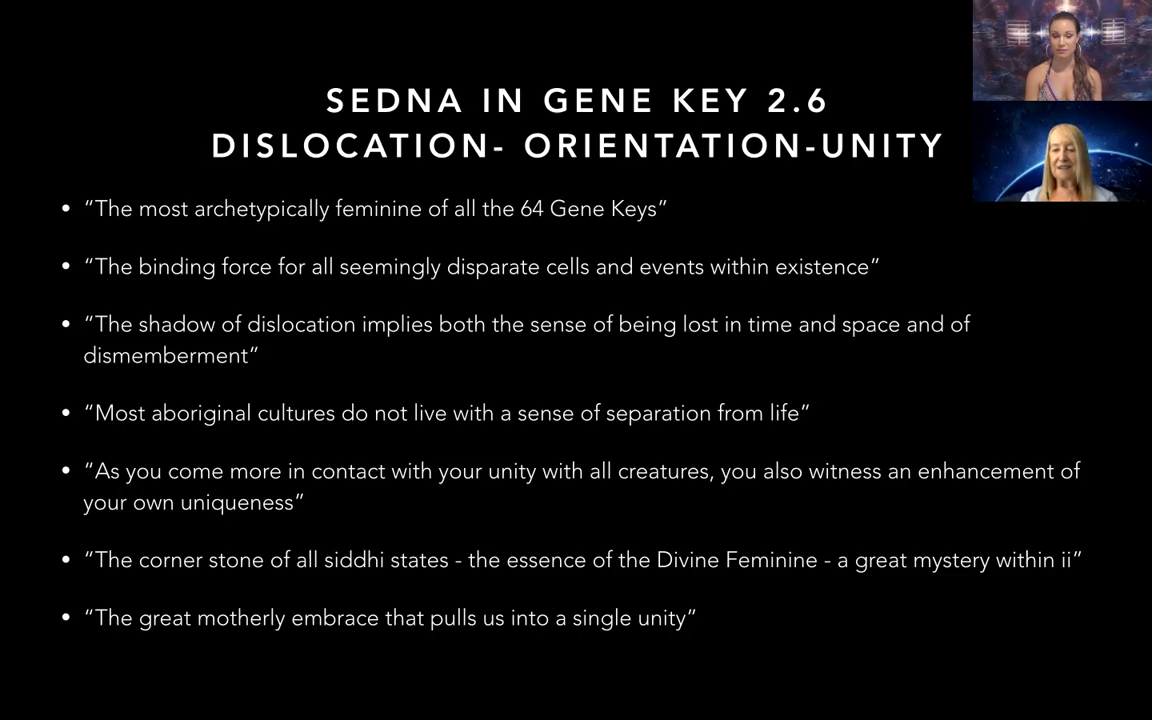 SEDNA IN GENE KEY 2.6
DISLOCATION- ORIENTATION-UNITY
• “The most archetypically feminine of all the 64 Gene Keys”
• “The binding force for all seemingly disparate cells and events within existence”
• “The shadow of dislocation implies both the sense of being lost in time and space and of
dismemberment”
• “Most aboriginal cultures do not live with a sense of separation from life”
• “As you come more in contact with your unity with all creatures, you also witness an enhancement of
your own uniqueness”
• “The corner stone of all siddhi states - the essence of the Divine Feminine - a great mystery within ii”
• “The great motherly embrace that pulls us into a single unity”